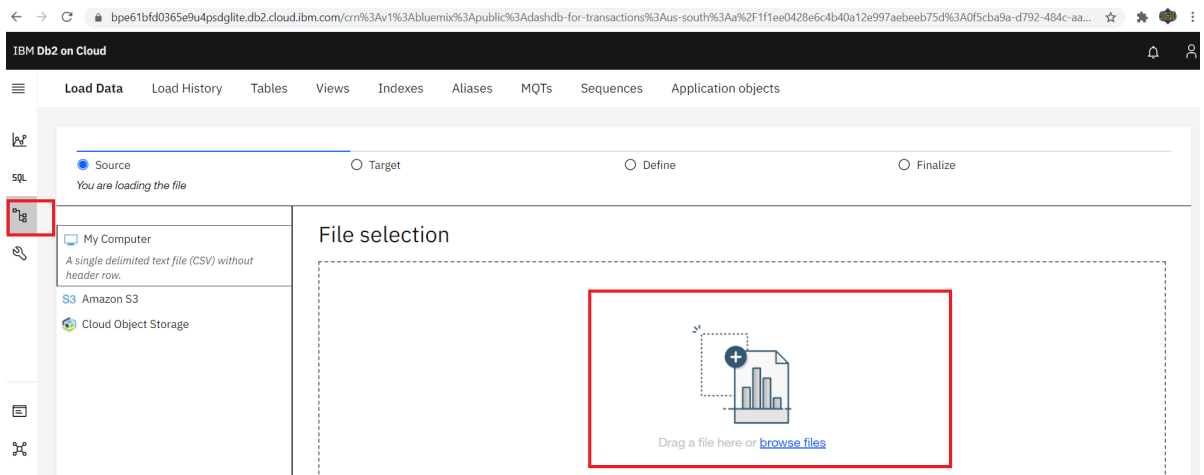 bpe61bfd0365e9u4psdglite.db2.cloud.ibm.com/crn%3Av1%3Abluemix%3Apublic%3Adashdb-for-transactions%3Aus-south%3Aa%2F1f1ee0428e6c4b40a12e997aebeeb75d%3A0f5cba9a-d792-484c-aa...
IBM Db2 on Cloud
Load Data Load History Tables Views Indexes Aliases MQTs Sequences Application objects
Source Target Define Finalize
You are loading the file
SQL
My Computer
A single delimited text file (CSV) without
header row.
S3 Amazon S3
Cloud Object Storage
File selection
Drag a file here or browse files